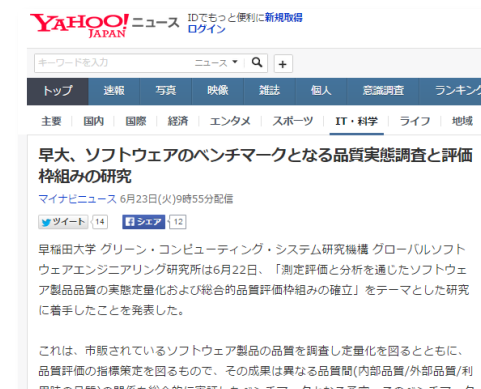 YAHOO! JAPAN ニュース IDでもっと便利に新規取得
ログイン
キーワードを入力 ニュース ▼ +
トップ 速報 写真 映像 雑誌 個人 意識調査 ランキング
主要 国内 国際 経済 エンタメ スポーツ IT・科学 ライフ 地域
早大、ソフトウェアのベンチマークとなる品質実態調査と評価
枠組みの研究
マイナビニュース 6月23日(火)9時55分配信
ツイート 14 シェア 12
早稲田大学 グリーン・コンピューティング・システム研究機構 グローバルソフト
ウェアエンジニアリング研究所は6月22日、「測定評価と分析を通じたソフトウェ
ア製品品質の実態定量化および総合的品質評価枠組みの確立」をテーマとした研究
に着手したことを発表した。
これは、市販されているソフトウェア製品の品質を調査し定量化を図るとともに、
品質評価の指標策定を図るもので、その成果は異なる品質間(内部品質/外部品質/利